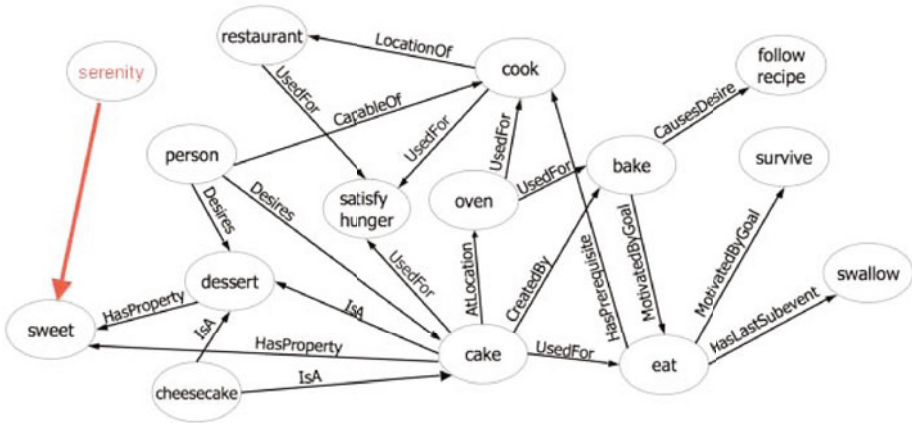 restaurant
LocationOf
cook
follow
recipe
serenity
UsedFor
CapableOf
UsedFor
UsedFor
CausesDesire
person
survive
bake
UsedFor
Desires
Desires
satisfy
hunger
oven
MotivatedByGoal
MotivatedByGoal
dessert
UsedFor
AtLocation
CreatedBy
HasPrerequisite
swallow
HasProperty
IsA
HasLastSubevent
sweet
IsA
HasProperty
cake
UsedFor
eat
cheesecake
IsA